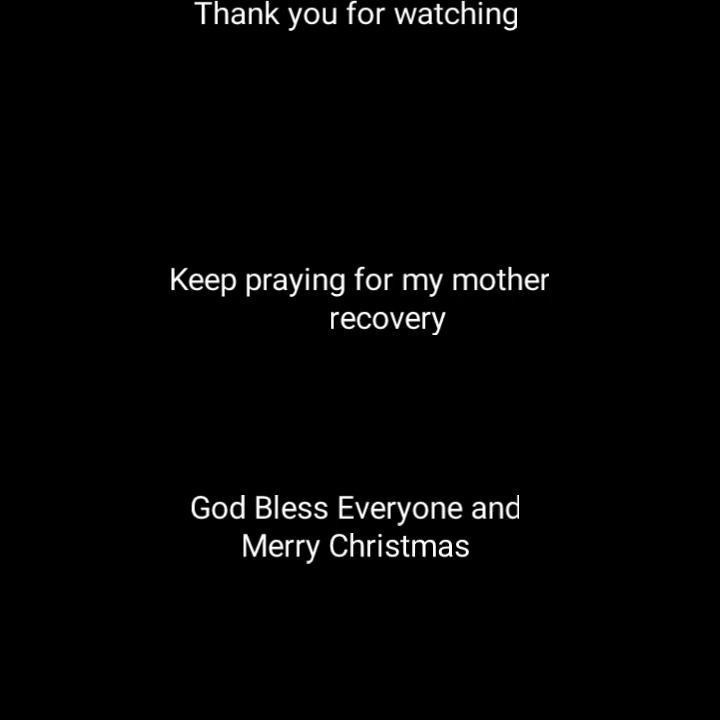 Thank you for watching
Keep praying for my mother
recovery
God Bless Everyone and
Merry Christmas